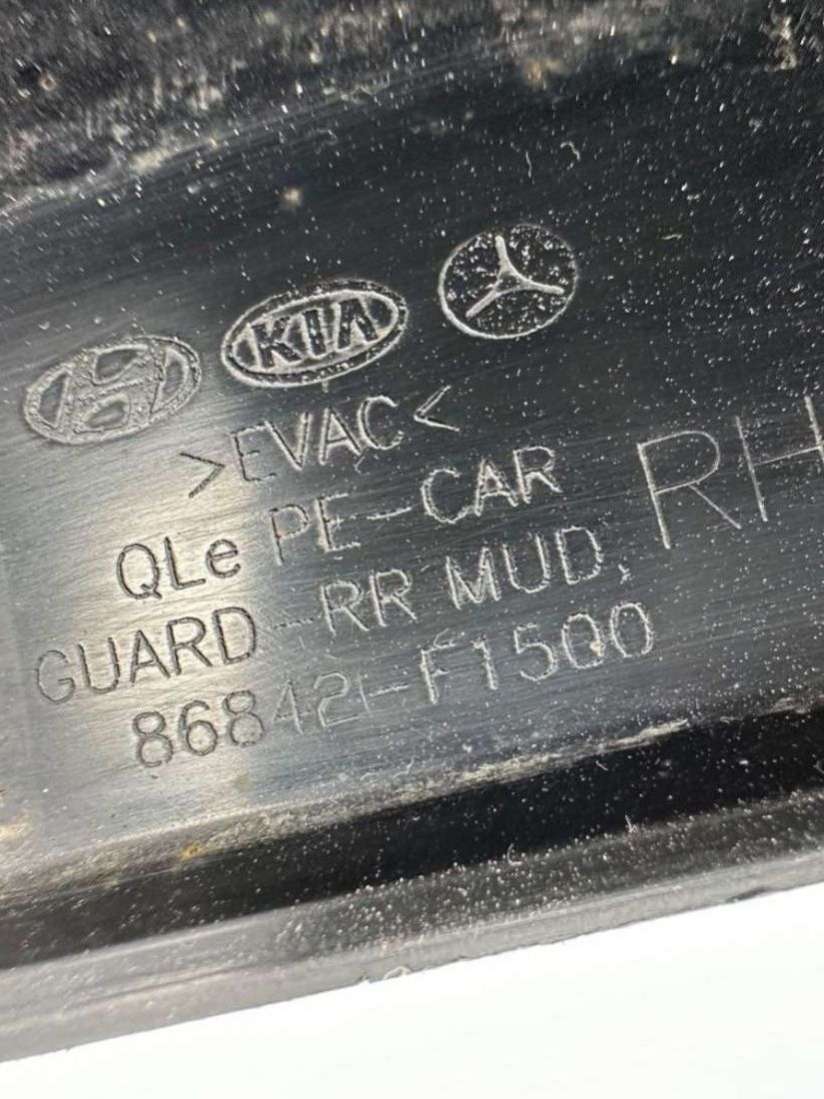 KIA
>EVAC<
QLe PE-CAR
GUARD-RR MUD, RH
86842-F1500